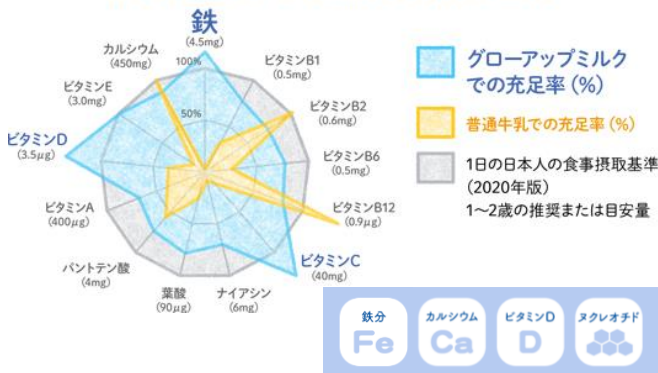 鉄
(4.5mg)
カルシウム
(450mg)
100%
ビタミンB1
(0.5mg)
ビタミンE
(3.0mg)
50%
ビタミンB2
(0.6mg)
ビタミンD
(3.5μg)
ビタミンB6
(0.5mg)
ビタミンA
(400μg)
ビタミンB12
(0.9μg)
パントテン酸
(4mg)
葉酸
(90μg)
ナイアシン
(6mg)
ビタミンC
(40mg)
グローアップミルク
での充足率(%)
普通牛乳での充足率(%)
1日の日本人の食事摂取基準
(2020年版)
1~2歳の推奨または目安量
鉄分
Fe
カルシウム
Ca
ビタミンD
D
ヌクレオチド